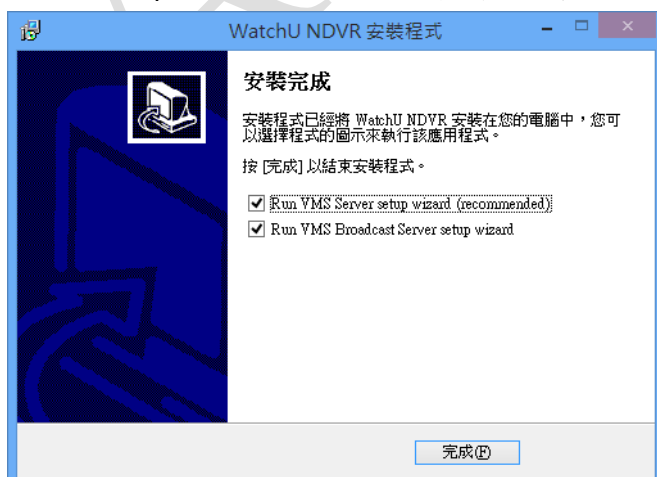 WatchU NDVR 安裝程式
安裝完成
安裝程式已經將 WatchU NDVR 安裝在您的電腦中，您可
以選擇程式的圖示來執行該應用程式。
按 [完成] 以結束安裝程式。
Run VMS Server setup wizard (recommended)
Run VMS Broadcast Server setup wizard
完成(F)